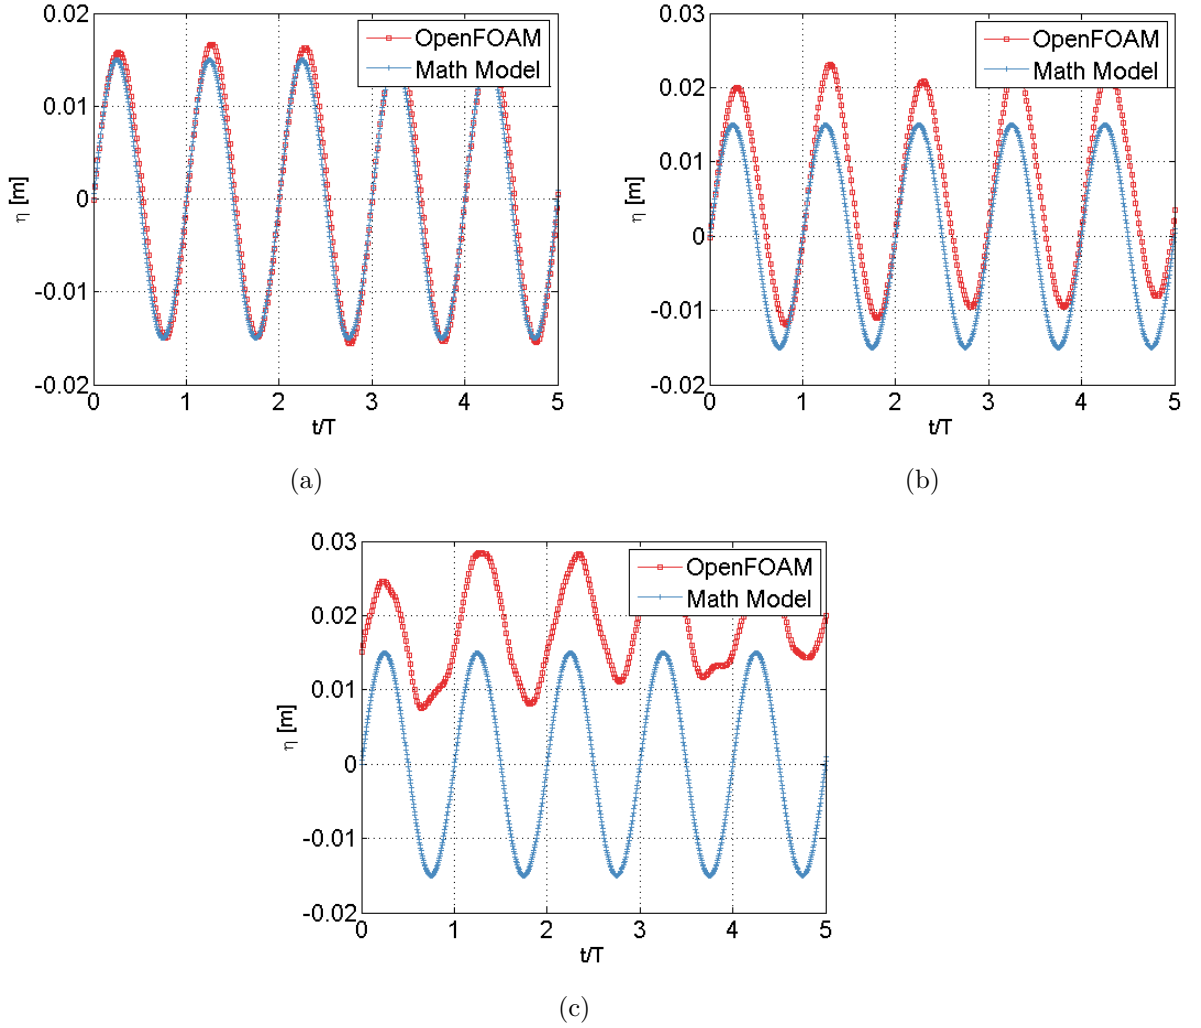 0.02
0.01
0
-0.01
-0.02
η [m]
0 1 2 3 4 5
t/T
OpenFOAM
Math Model
(a)
0.03
0.02
0.01
0
-0.01
-0.02
η [m]
0 1 2 3 4 5
t/T
OpenFOAM
Math Model
(b)
0.03
0.02
0.01
0
-0.01
-0.02
η [m]
0 1 2 3 4 5
t/T
OpenFOAM
Math Model
(c)